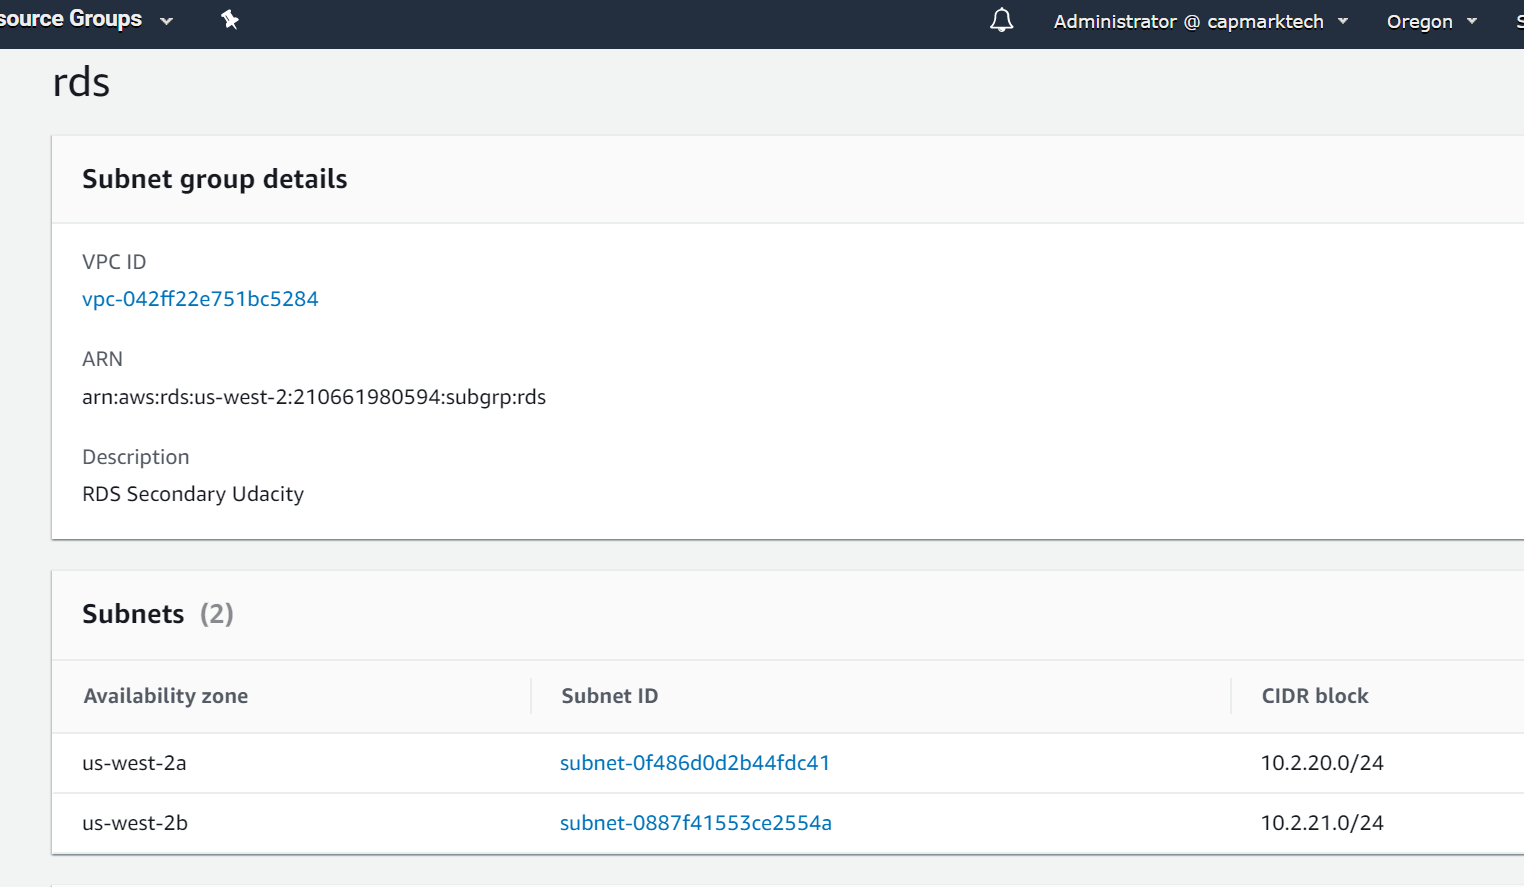 Groups Administrator @ capmarktech Oregon
rds
Subnet group details
VPC ID
vpc-042ff22e751bc5284
ARN
arn:aws:rds:us-west-2:210661980594:subgrp:rds
Description
RDS Secondary Udacity
Subnets (2)
Availability zone Subnet ID CIDR block
us-west-2a subnet-0f486d0d2b44fdc41 10.2.20.0/24
us-west-2b subnet-0887f41553ce2554a 10.2.21.0/24